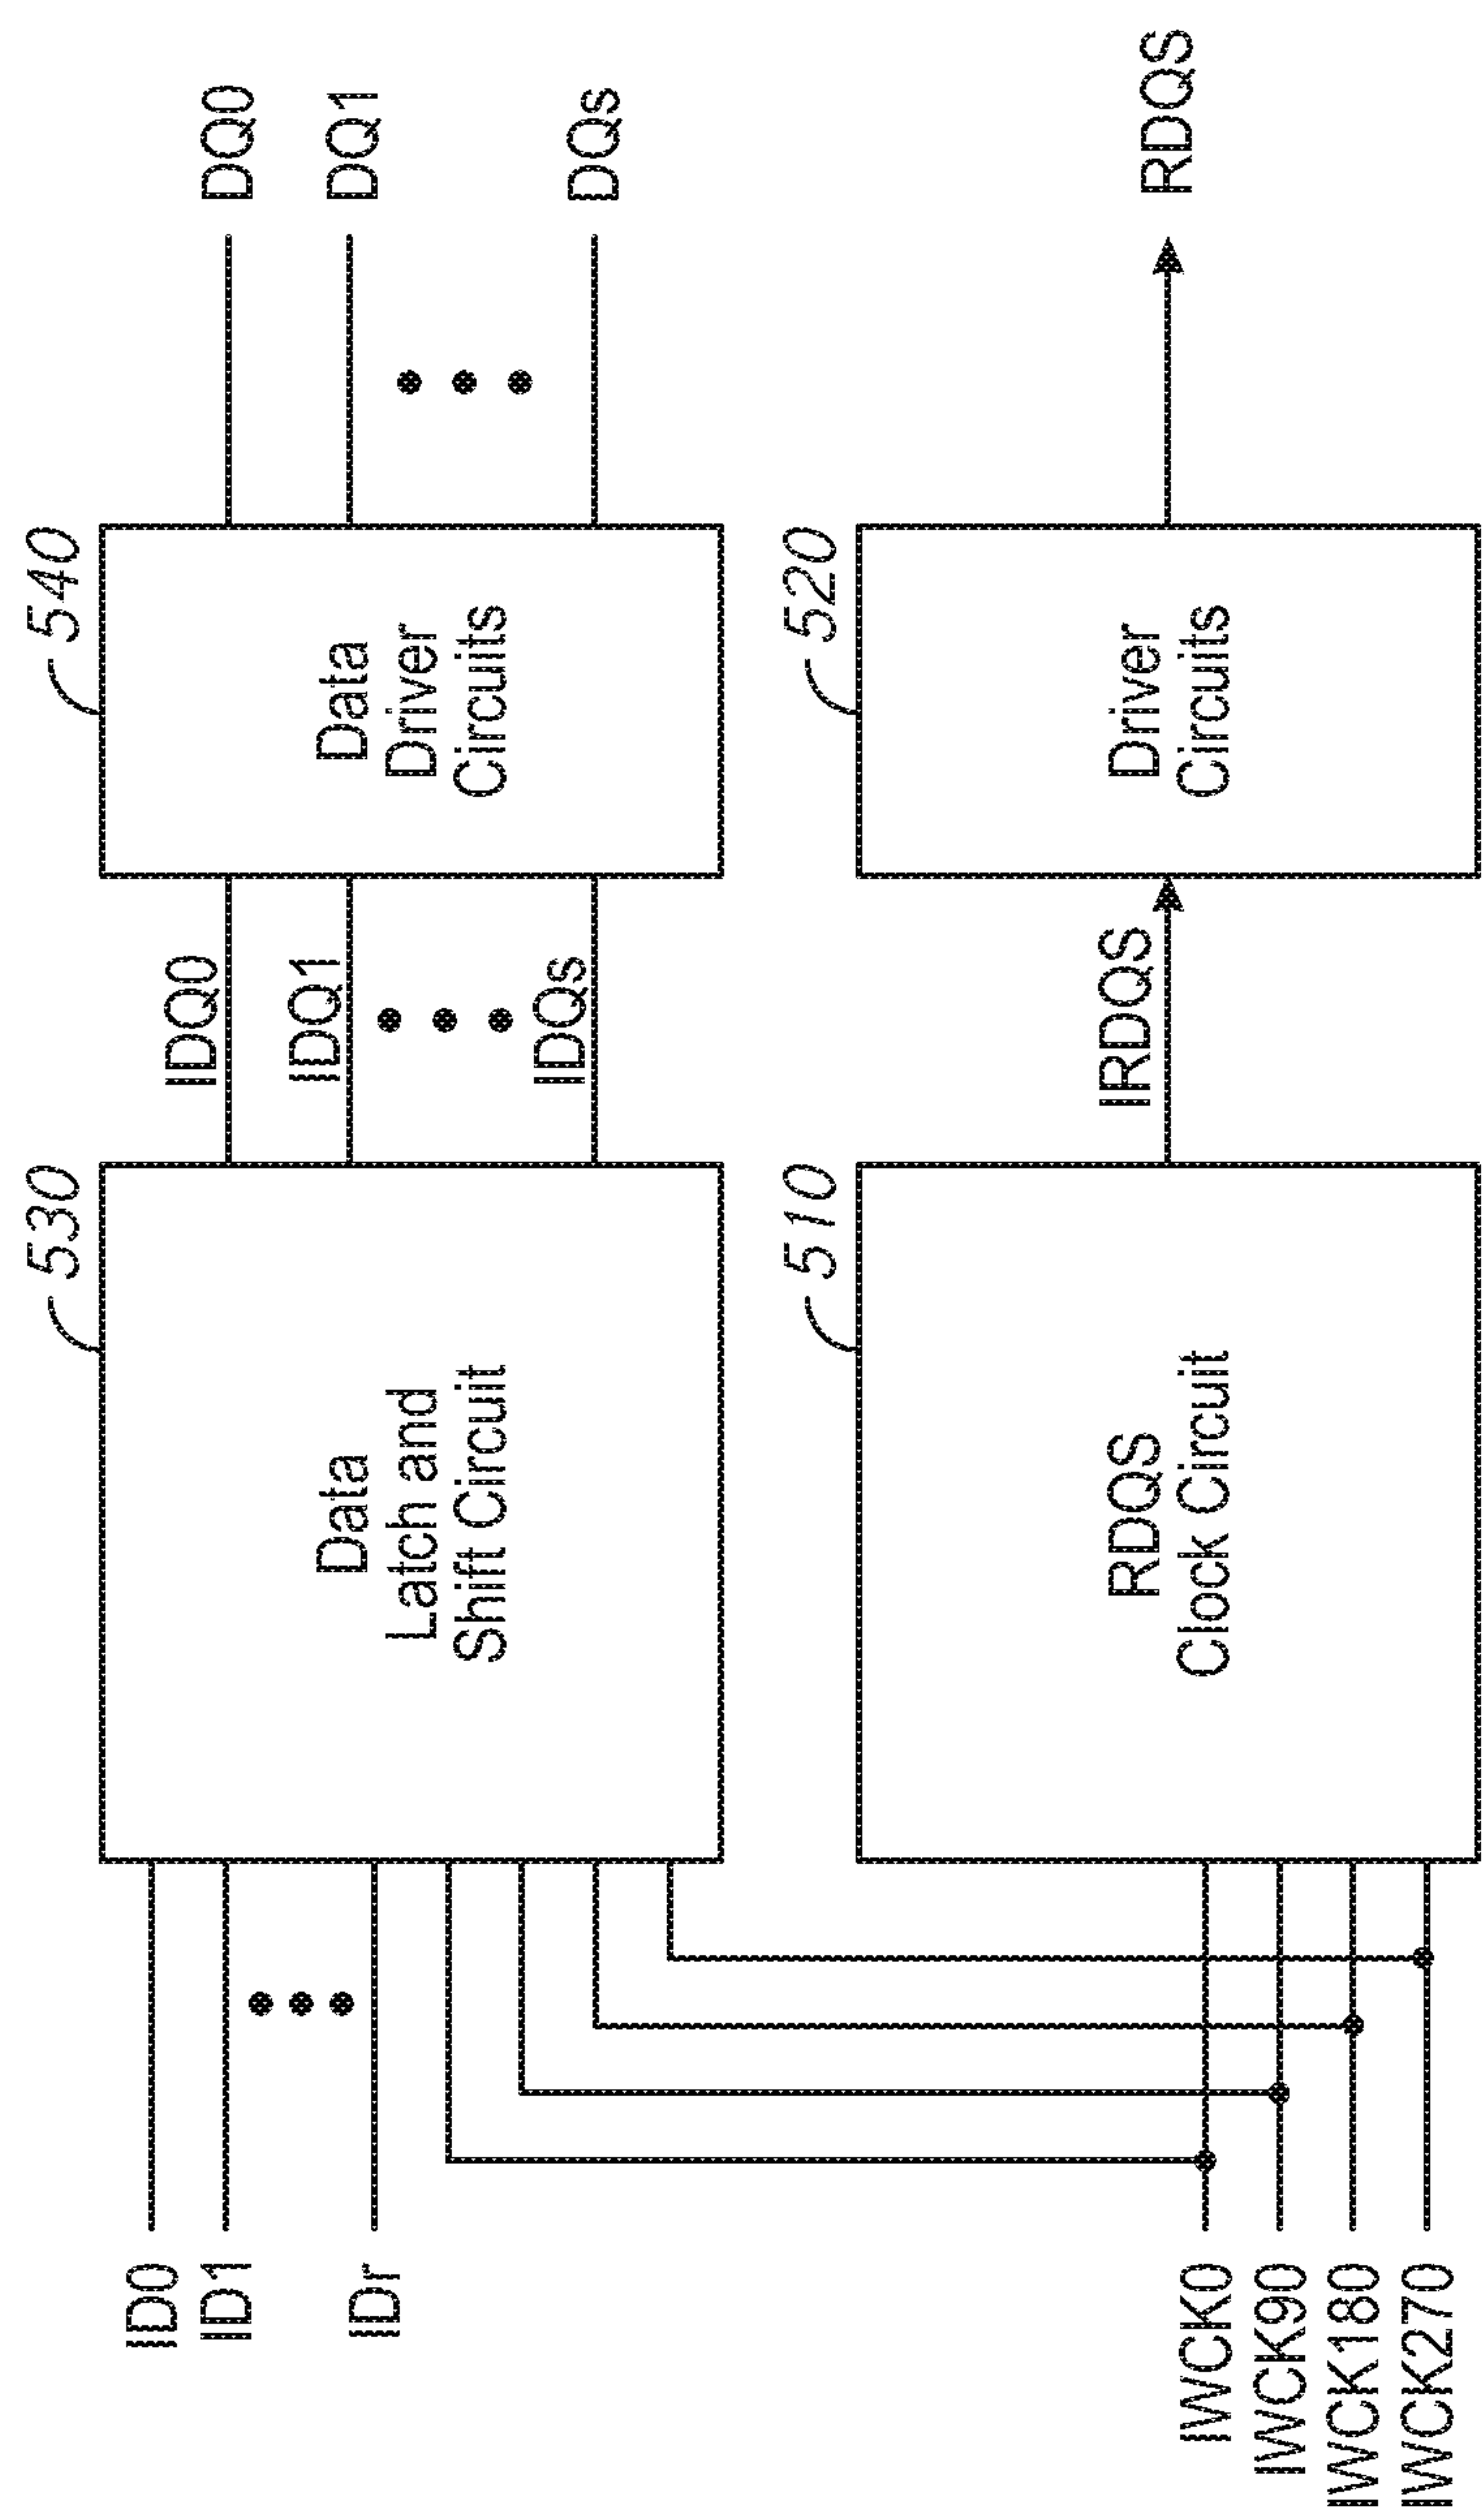 530
540
ID0
ID1
IDr
Data
Latch and
Shift Circuit
IDQ0
IDQ1
IDQs
Data
Driver
Circuits
DQ0
DQ1
DQs
510
520
IWCK0
IWCK90
IWCK180
IWCK270
RDQS
Clock Circuit
IRDQS
Driver
Circuits
RDQS